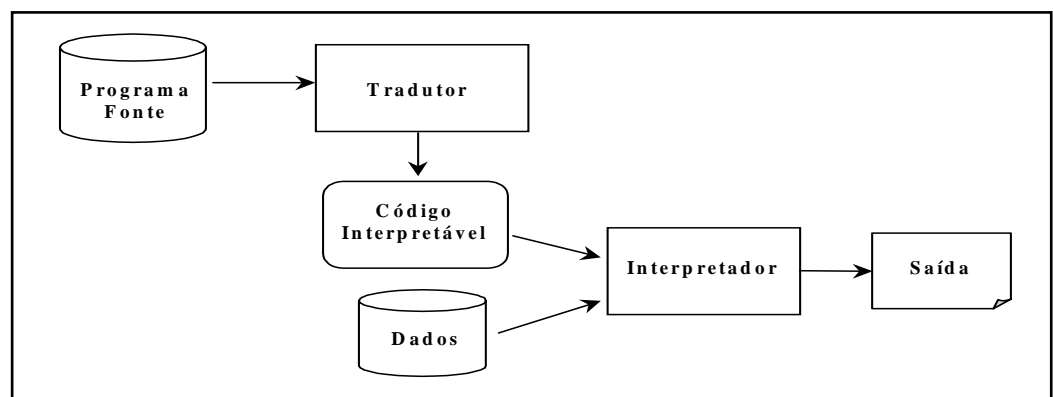 Programa
Fonte
Tradutor
Código
Interpretável
Interpretador
Saída
Dados